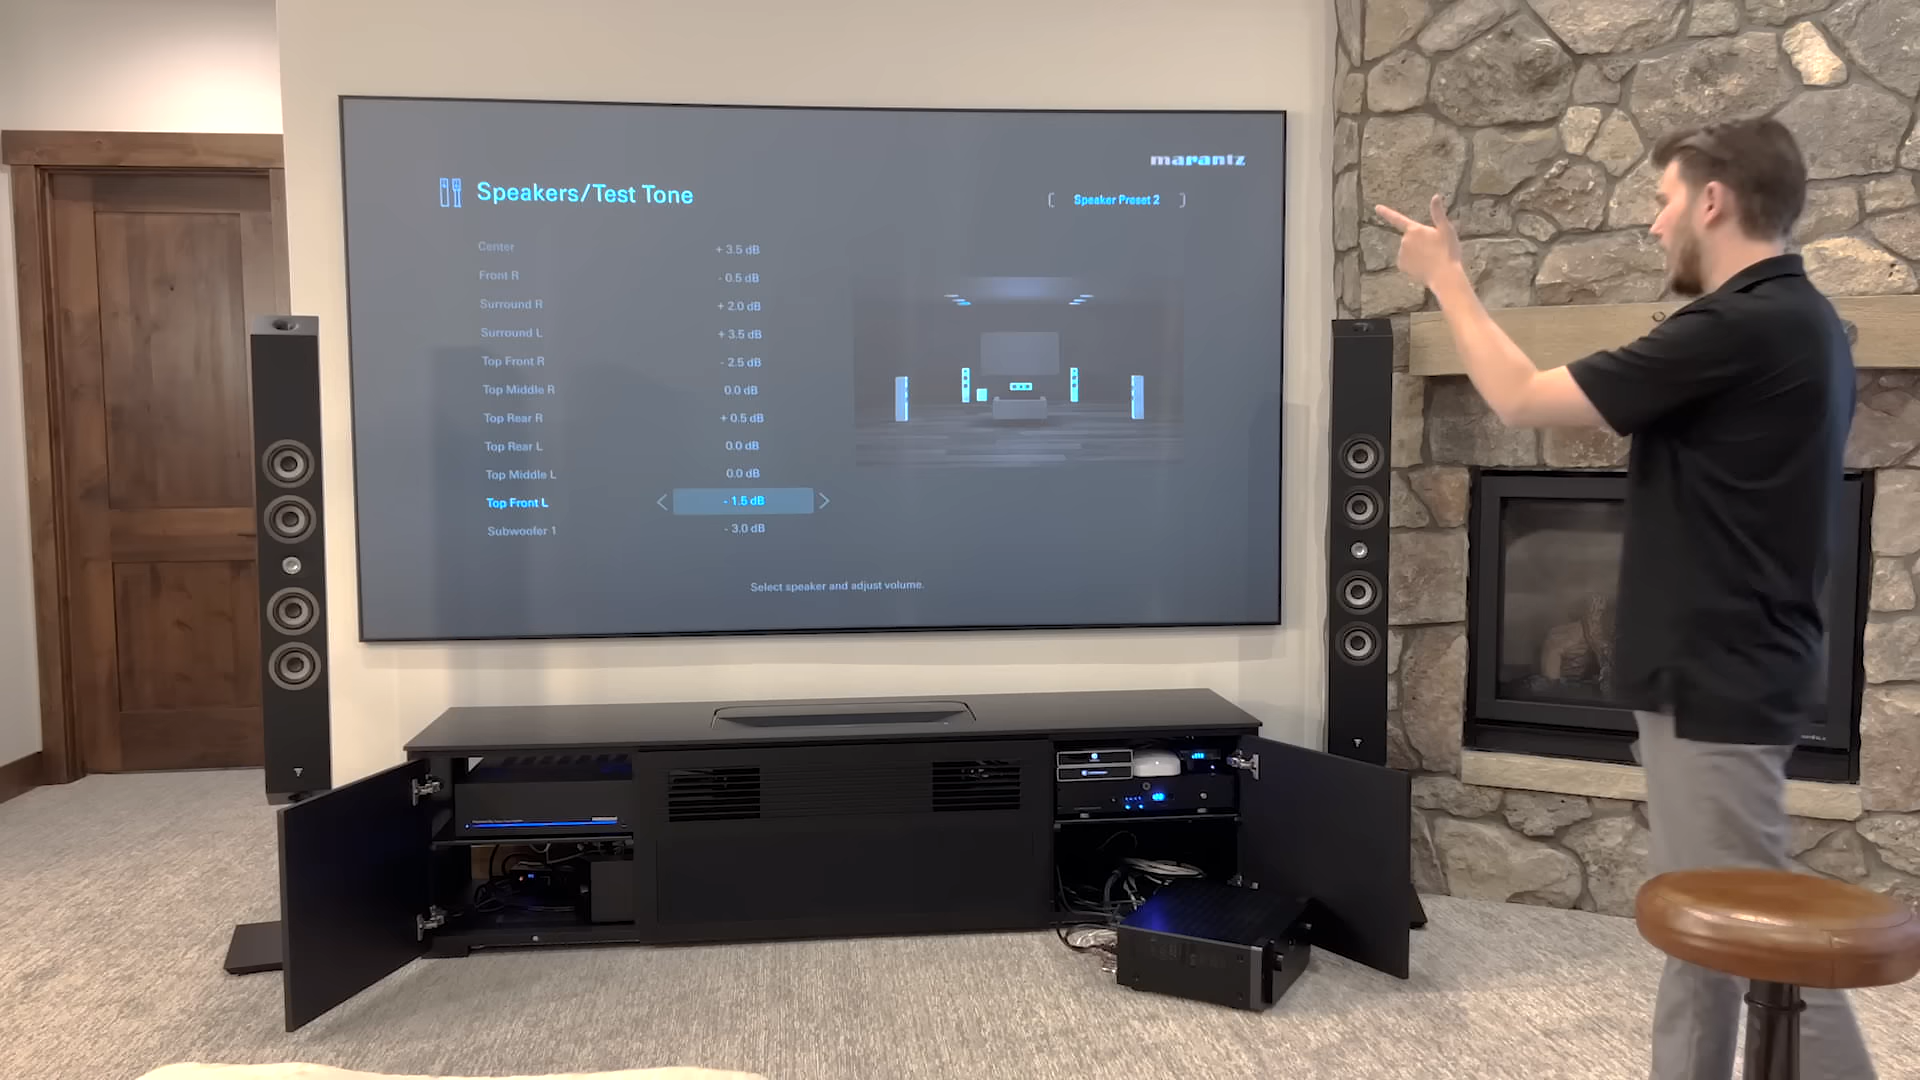 marantz
Speakers/Test Tone
Speaker Preset 2
Center + 3.5 dB
Front R - 0.5 dB
Surround R + 2.0 dB
Surround L + 3.5 dB
Top Front R - 2.5 dB
Top Middle R 0.0 dB
Top Rear R + 0.5 dB
Top Rear L 0.0 dB
Top Middle L 0.0 dB
Top Front L - 1.5 dB
Subwoofer 1 - 3.0 dB
Select speaker and adjust volume.